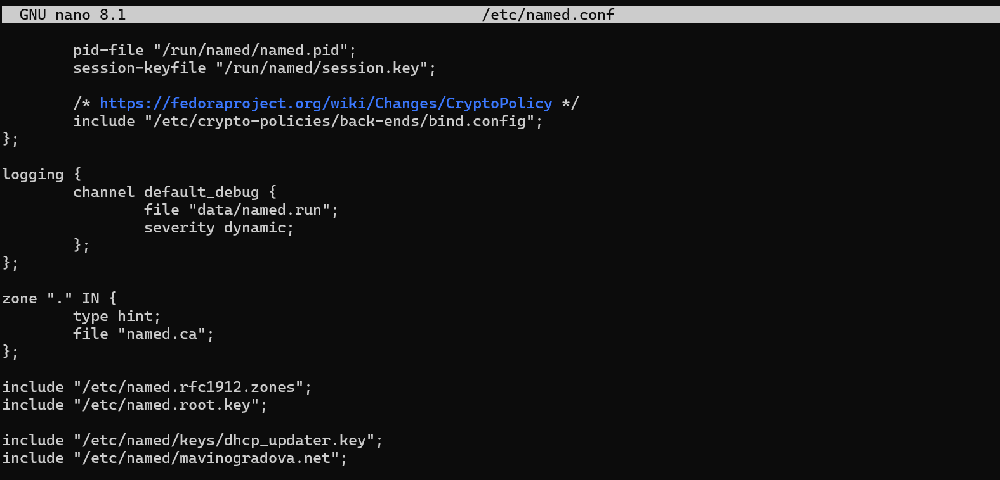 GNU nano 8.1 /etc/named.conf
pid-file "/run/named/named.pid";
session-keyfile "/run/named/session.key";
/* https://fedoraproject.org/wiki/Changes/CryptoPolicy */
include "/etc/crypto-policies/back-ends/bind.config";
};
logging {
channel default_debug {
file "data/named.run";
severity dynamic;
};
};
zone "." IN {
type hint;
file "named.ca";
};
include "/etc/named.rfc1912.zones";
include "/etc/named.root.key";
include "/etc/named/keys/dhcp_updater.key";
include "/etc/named/mavinogradova.net";